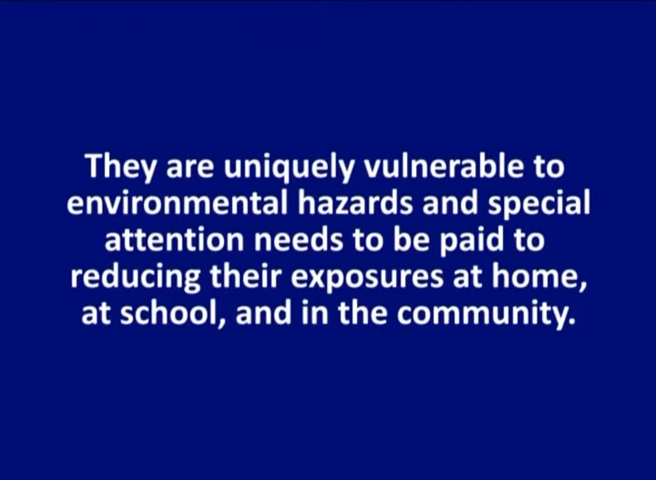 They are uniquely vulnerable to
environmental hazards and special
attention needs to be paid to
reducing their exposures at home,
at school, and in the community.